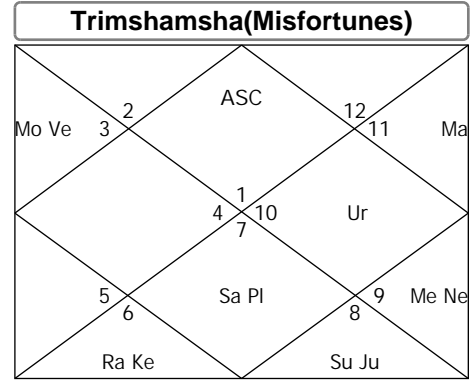 Trimshamsha(Misfortunes)
ASC
2 12
Mo Ve 3 11 Ma
1
4 10 Ur
7
5 Sa Pl 9 Me Ne
6 8
Ra Ke Su Ju